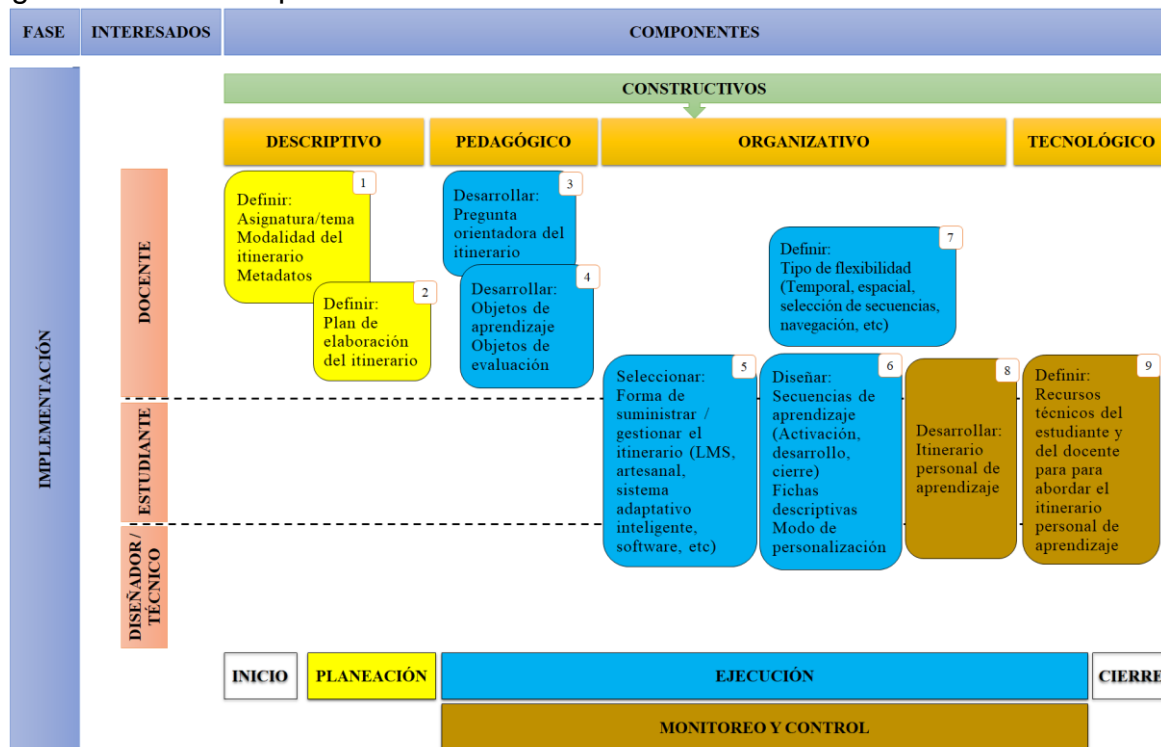 FASE
INTERESADOS
COMPONENTES
IMPLEMENTACIÓN
CONSTRUCTIVOS
DESCRIPTIVO
PEDAGÓGICO
ORGANIZATIVO
TECNOLÓGICO
DOCENTE
1
Definir:
Asignatura/tema
Modalidad del
itinerario
Metadatos
2
Definir:
Plan de
elaboración
del itinerario
3
Desarrollar:
Pregunta
orientadora del
itinerario
4
Desarrollar:
Objetos de
aprendizaje
Objetos de
evaluación
7
Definir:
Tipo de flexibilidad
(Temporal, espacial,
selección de secuencias,
navegación, etc)
5
Seleccionar:
Forma de
suministrar /
gestionar el
itinerario (LMS,
artesanal,
sistema
adaptativo
inteligente,
software, etc)
6
Diseñar:
Secuencias de
aprendizaje
(Activación,
desarrollo,
cierre)
Fichas
descriptivas
Modo de
personalización
8
Desarrollar:
Itinerario
personal de
aprendizaje
9
Definir:
Recursos
técnicos del
estudiante y
del docente
para para
abordar el
itinerario
personal de
aprendizaje
ESTUDIANTE
DISEÑADOR/
TÉCNICO
INICIO
PLANEACIÓN
EJECUCIÓN
CIERRE
MONITOREO Y CONTROL